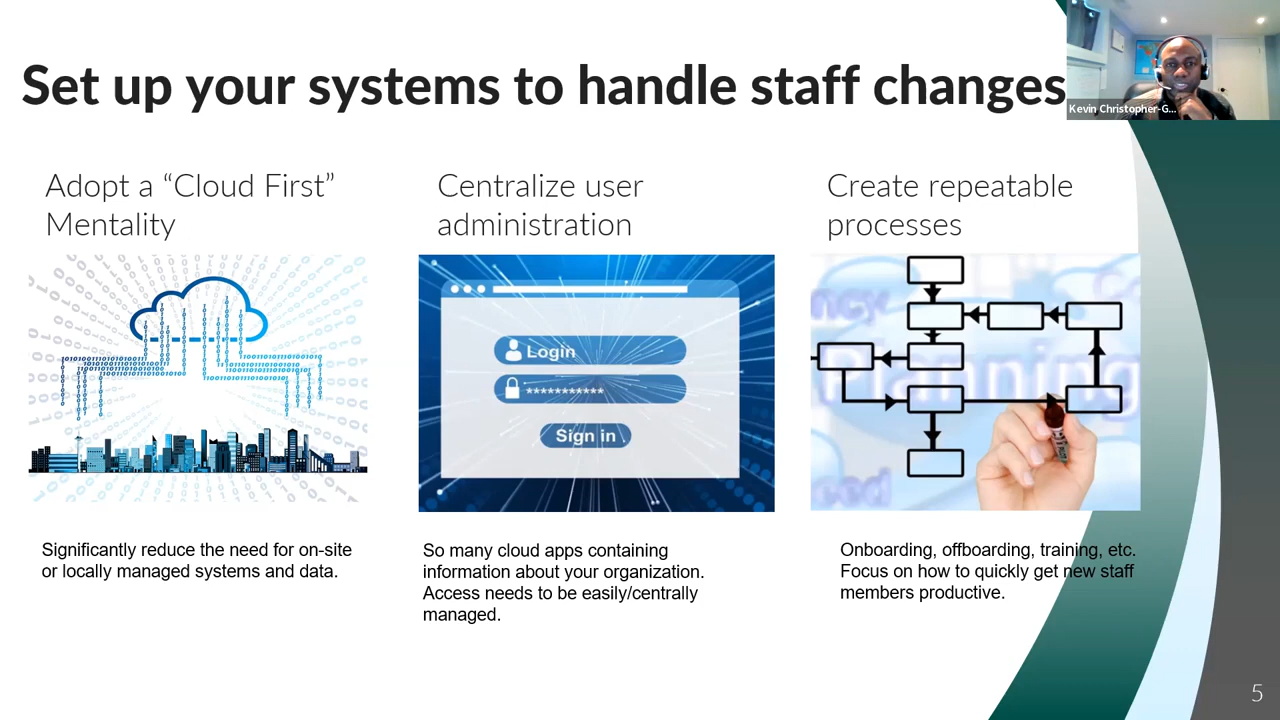 Set up your systems to handle staff changes
Kevin Christopher-G...
Adopt a “Cloud First”
Mentality
Centralize user
administration
Create repeatable
processes
Login
***********
Sign in
Planning
Significantly reduce the need for on-site
or locally managed systems and data.
So many cloud apps containing
information about your organization.
Access needs to be easily/centrally
managed.
Onboarding, offboarding, training, etc.
Focus on how to quickly get new staff
members productive.
5